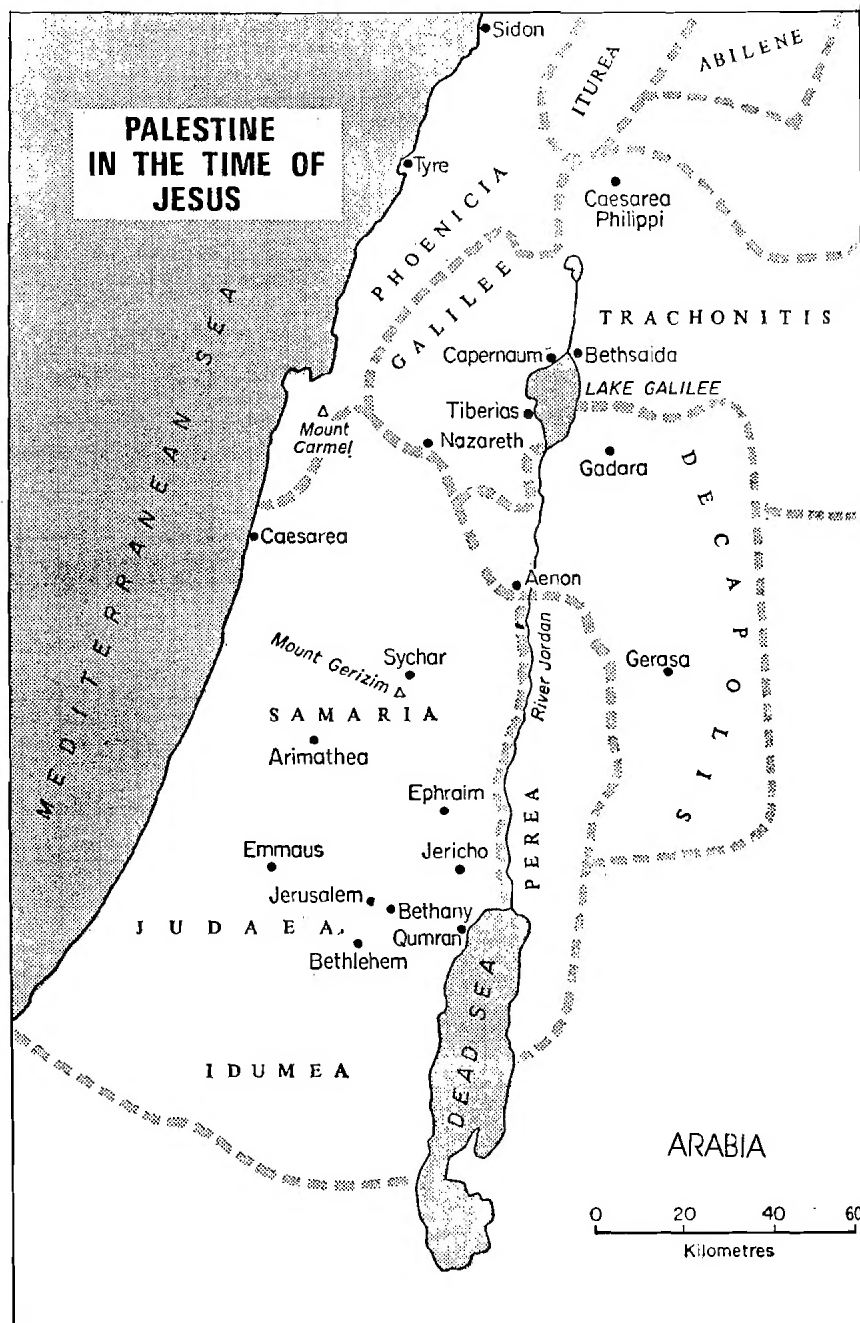 Sidon
ABILENE
ITUREA
PALESTINE
IN THE TIME OF
JESUS
Tyre
PHOENICIA
Caesarea
Philippi
GALILEE
TRACHONITIS
MEDITERRANEAN SEA
Capernaum
Bethsaida
LAKE GALILEE
Tiberias
Mount
Carmel
Nazareth
Gadara
DECAPOLIS
Caesarea
Aenon
River Jordan
Sychar
Mount Gerizim
Gerasa
SAMARIA
Arimathea
Ephraim
PEREA
Emmaus
Jericho
Jerusalem
Bethany
JUDAEA
Qumran
Bethlehem
DEAD SEA
IDUMEA
ARABIA
0 20 40 60
Kilometres